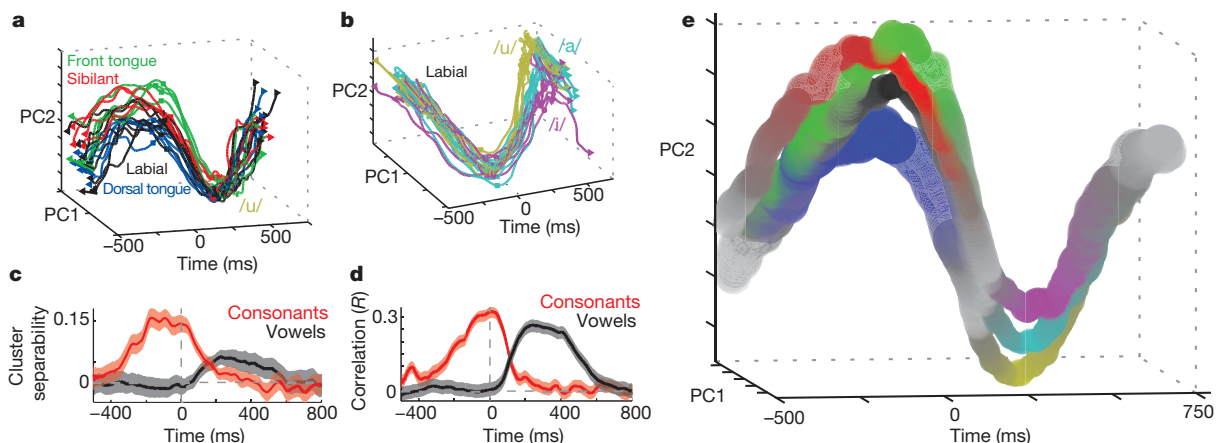 a
Front tongue
Sibilant
PC2
Labial
Dorsal tongue
/u/
PC1
−500
0
500
Time (ms)
b
/u/
/a/
Labial
PC2
/i/
PC1
−500
0
500
Time (ms)
c
Consonants
Vowels
0.15
Cluster
separability
0
−400
0
400
800
Time (ms)
d
Consonants
Vowels
0.3
Correlation (R)
0
−400
0
400
800
Time (ms)
e
PC2
PC1
−500
0
750
Time (ms)